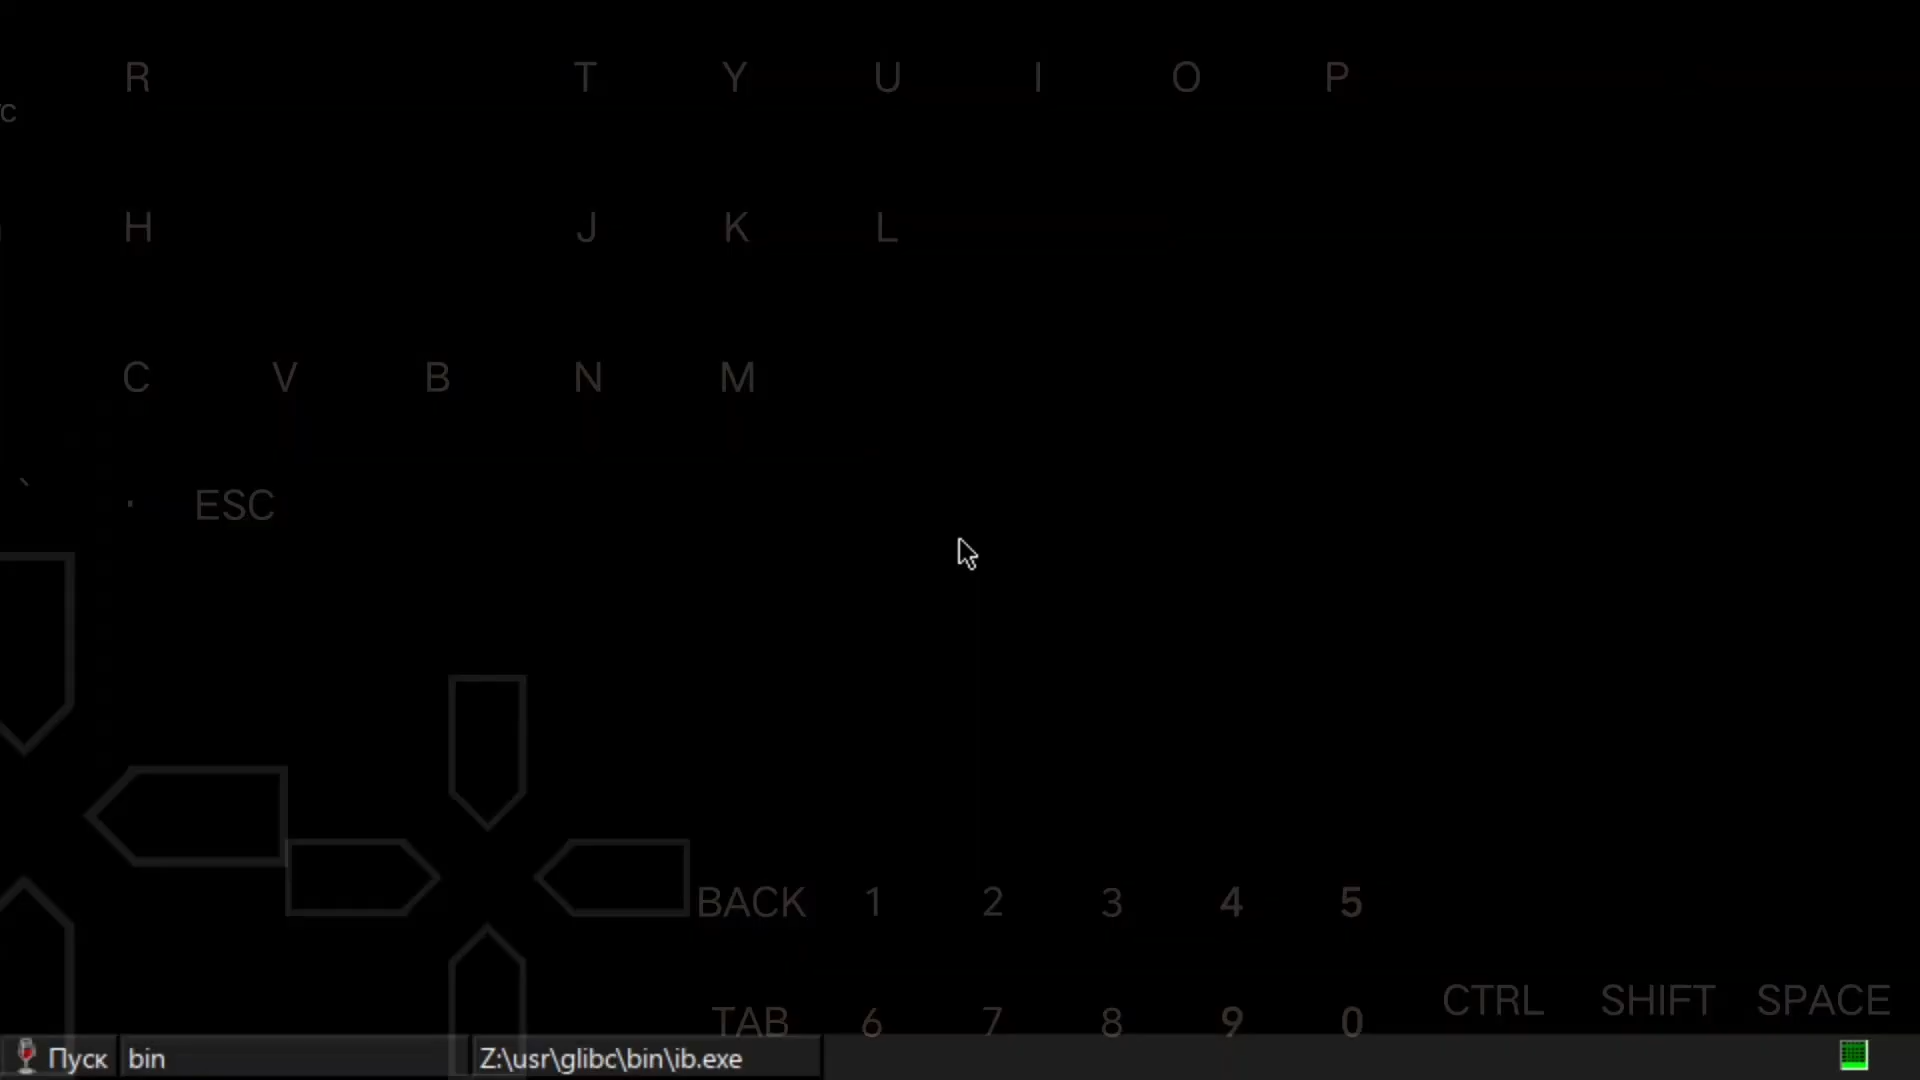 R T Y U I O P
C
H J K L
C V B N M
` . ESC
BACK 1 2 3 4 5
CTRL SHIFT SPACE
TAB 6 7 8 9 0
Пуск bin Z:\usr\glibc\bin\ib.exe